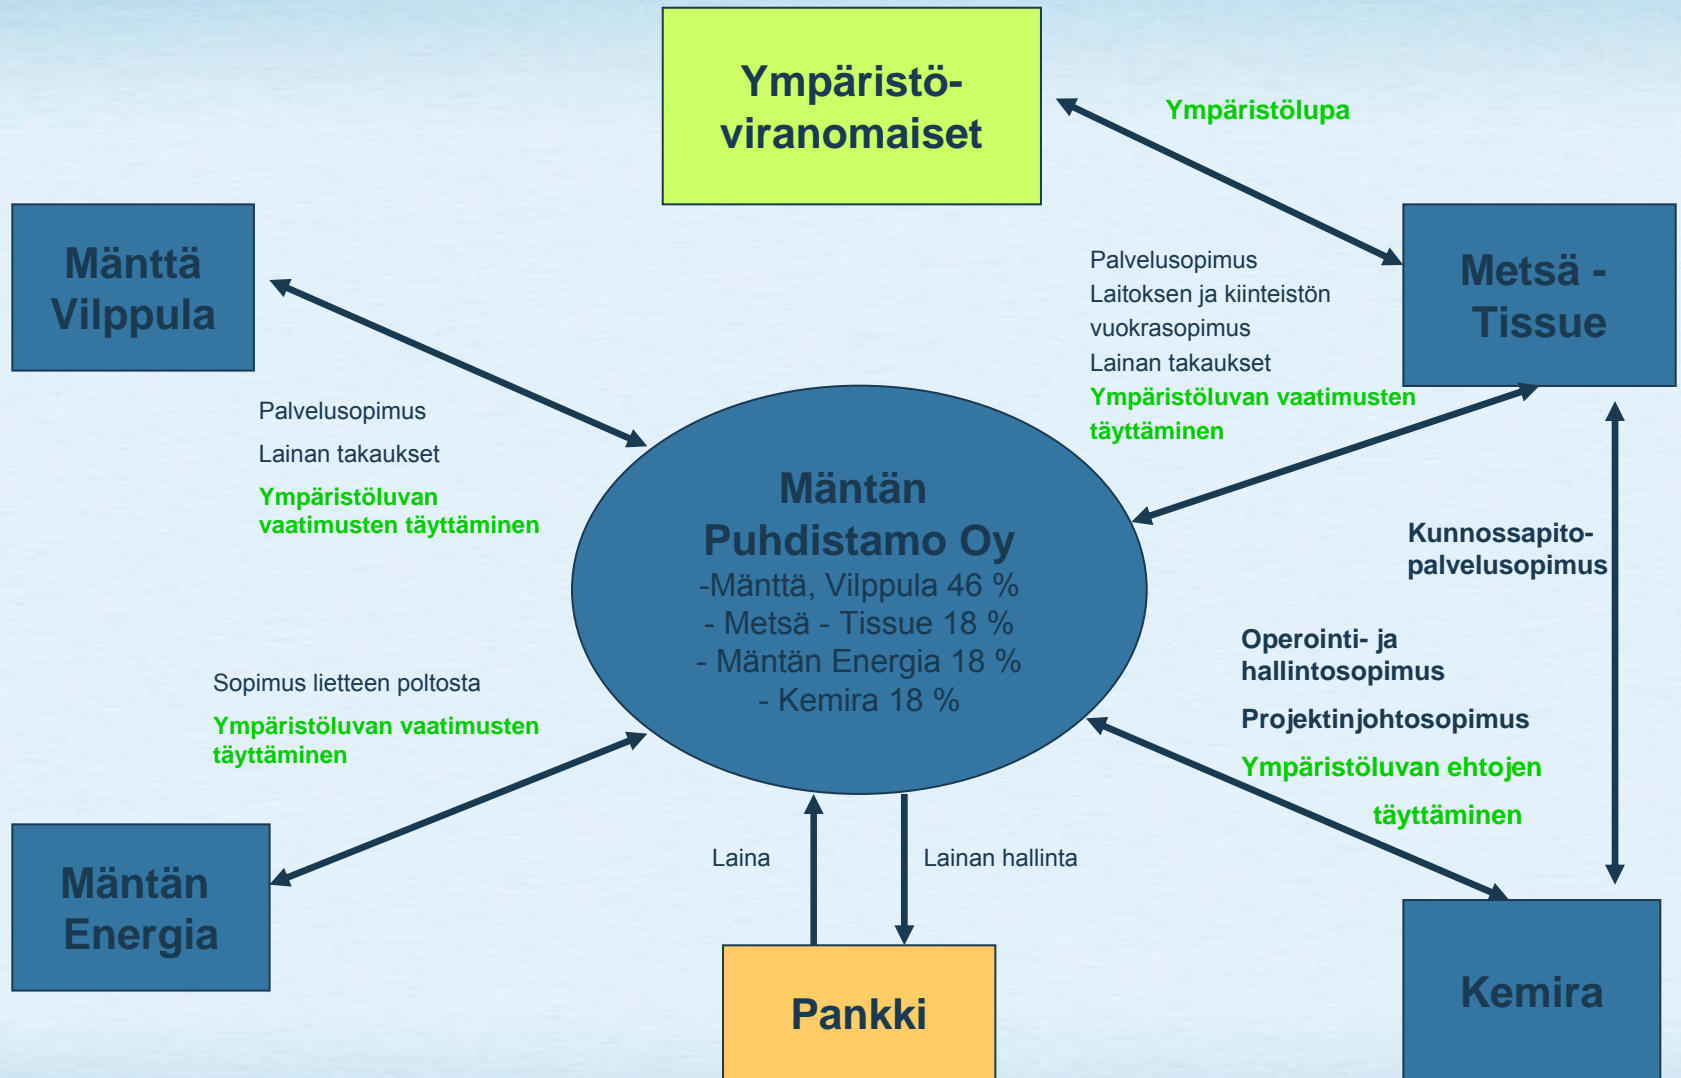 Ympäristö-
viranomaiset
Ympäristölupa
Mänttä
Vilppula
Metsä -
Tissue
Palvelusopimus
Laitoksen ja kiinteistön
vuokrasopimus
Lainan takaukset
Ympäristöluvan vaatimusten
täyttäminen
Palvelusopimus
Lainan takaukset
Ympäristöluvan
vaatimusten täyttäminen
Mäntän
Puhdistamo Oy
-Mänttä, Vilppula 46 %
- Metsä - Tissue 18 %
- Mäntän Energia 18 %
- Kemira 18 %
Kunnossapito-
palvelusopimus
Operointi- ja
hallintosopimus
Projektinjohtosopimus
Ympäristöluvan ehtojen
täyttäminen
Sopimus lietteen poltosta
Ympäristöluvan vaatimusten
täyttäminen
Mäntän
Energia
Laina
Lainan hallinta
Pankki
Kemira